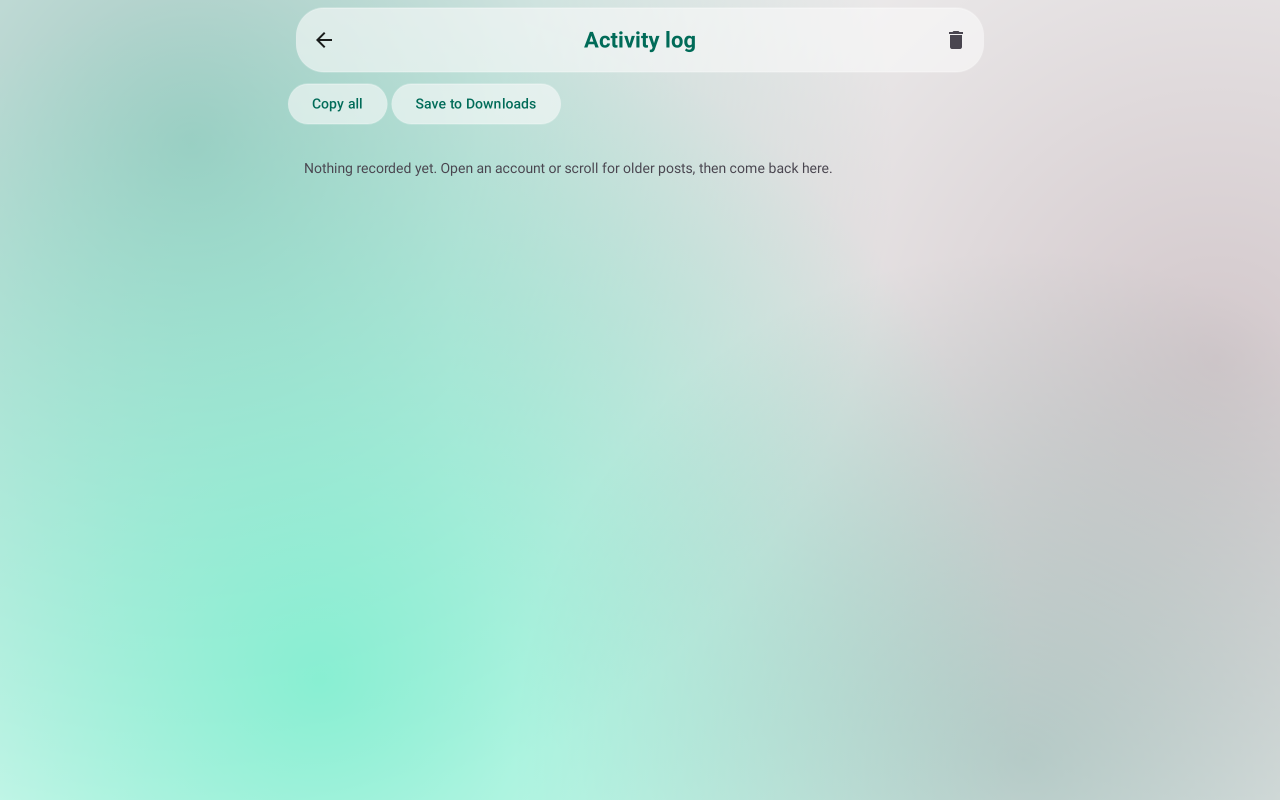 Activity log
Copy all
Save to Downloads
Nothing recorded yet. Open an account or scroll for older posts, then come back here.